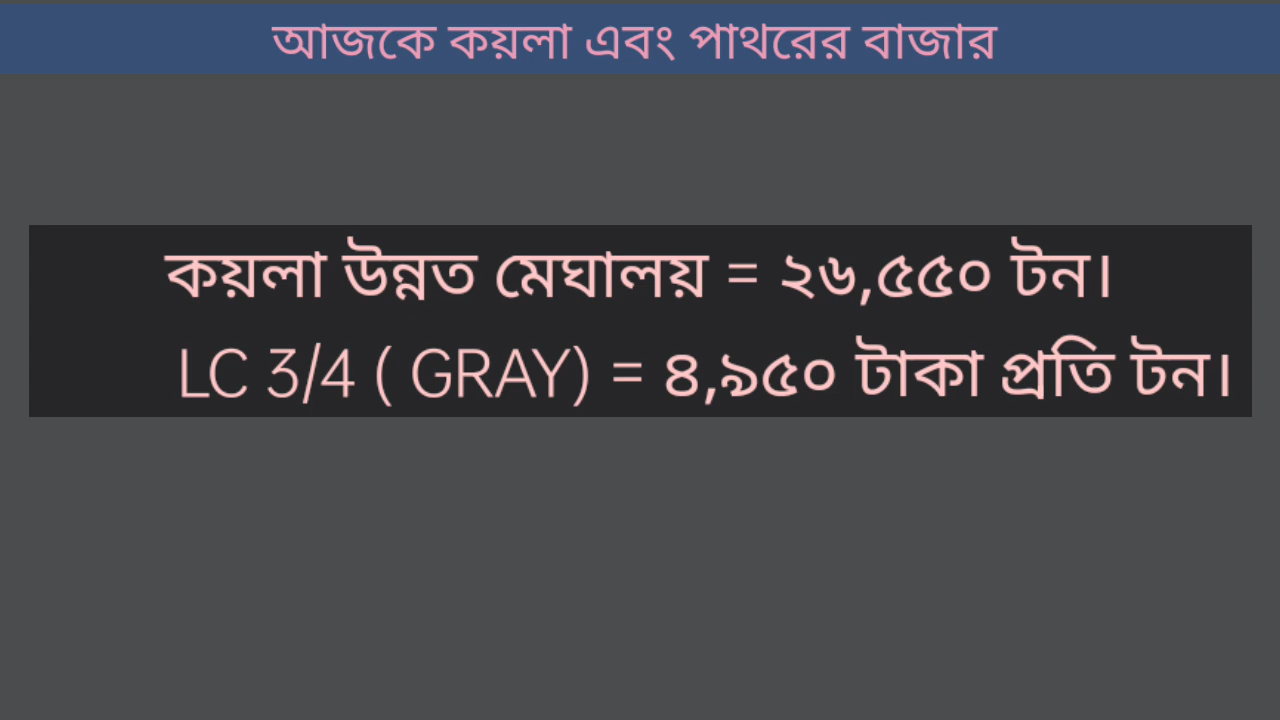 আজকে কয়লা এবং পাথরের বাজার
কয়লা উন্নত মেঘালয় = ২৬,৫৫০ টন।
LC 3/4 ( GRAY) = ৪,৯৫০ টাকা প্রতি টন।